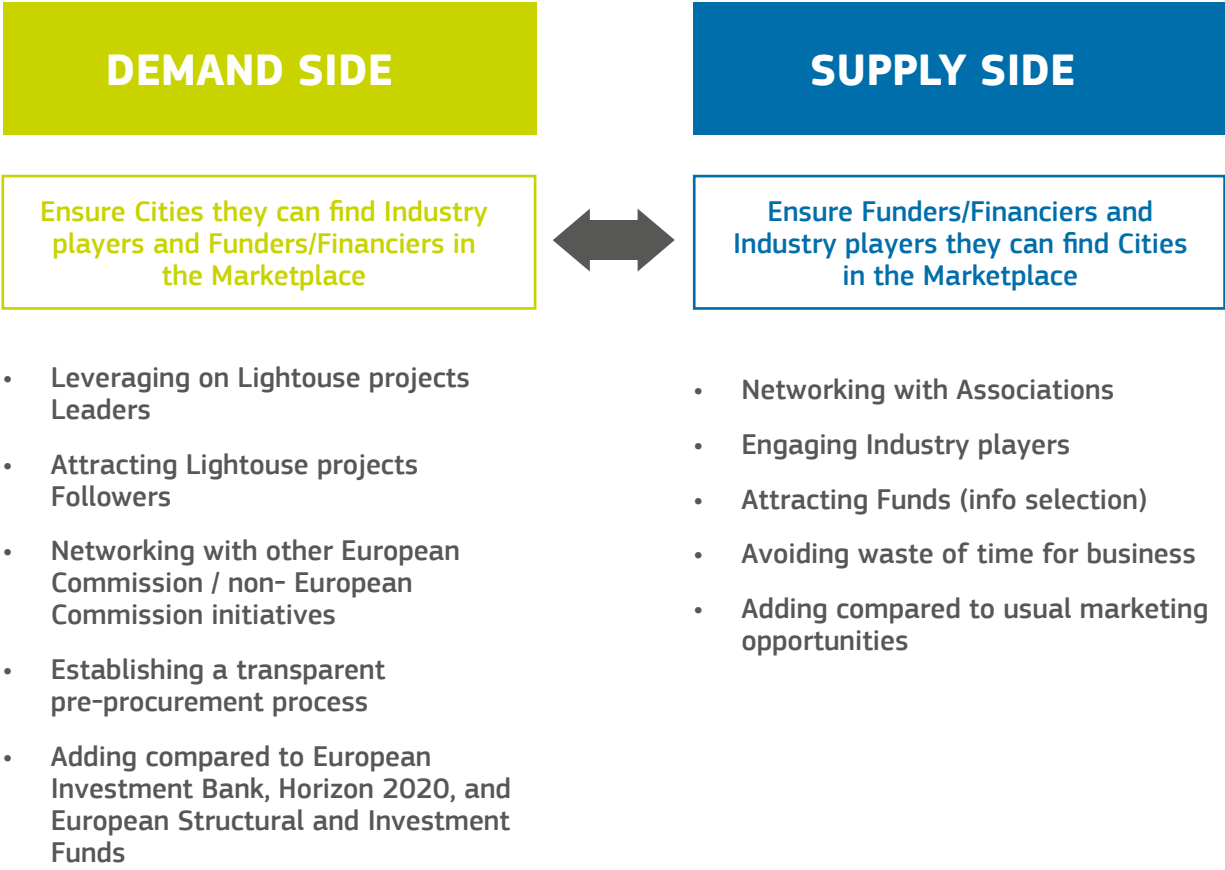 DEMAND SIDE
Ensure Cities they can find Industry
players and Funders/Financiers in
the Marketplace
• Leveraging on Lightouse projects
Leaders
• Attracting Lightouse projects
Followers
• Networking with other European
Commission / non- European
Commission initiatives
• Establishing a transparent
pre-procurement process
• Adding compared to European
Investment Bank, Horizon 2020, and
European Structural and Investment
Funds
SUPPLY SIDE
Ensure Funders/Financiers and
Industry players they can find Cities
in the Marketplace
• Networking with Associations
• Engaging Industry players
• Attracting Funds (info selection)
• Avoiding waste of time for business
• Adding compared to usual marketing
opportunities